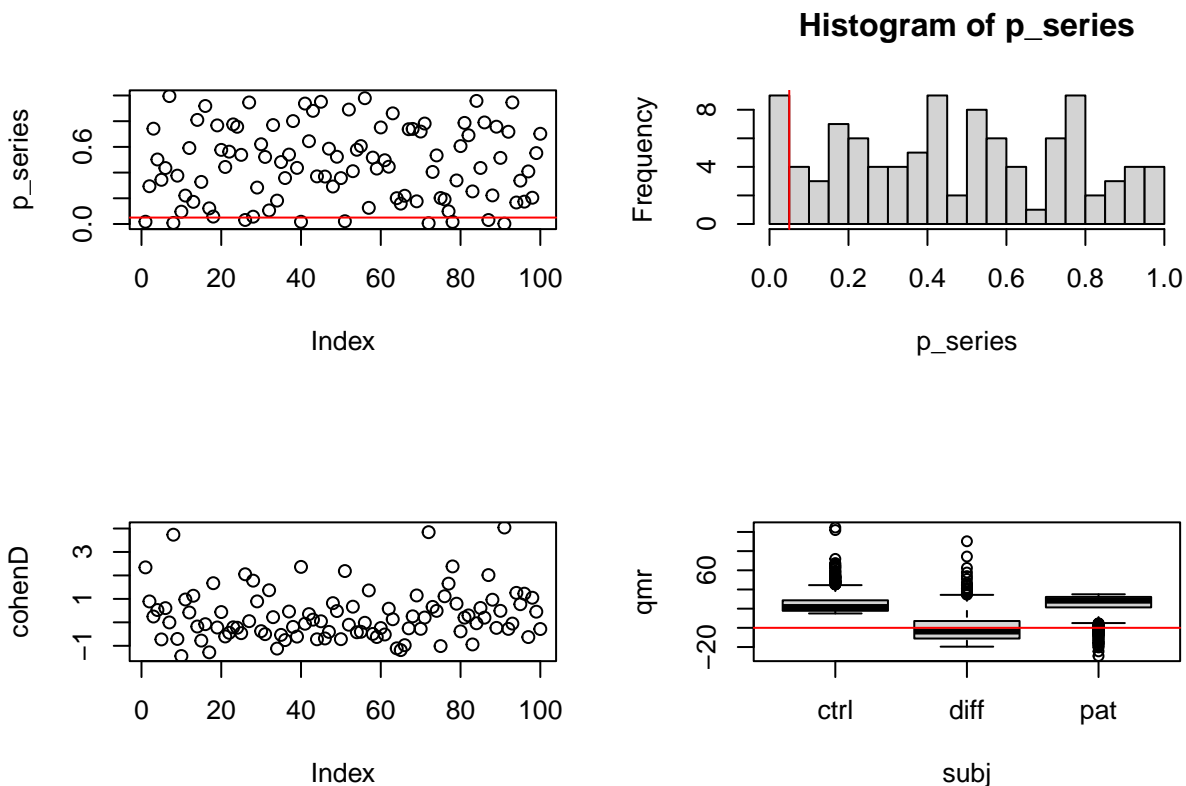 Histogram of p_series
p_series
0.0 0.6
0 20 40 60 80 100
Index
Frequency
0 4 8
0.0 0.2 0.4 0.6 0.8 1.0
p_series
cohenD
−1 1 3
0 20 40 60 80 100
Index
qmr
−20 60
ctrl diff pat
subj